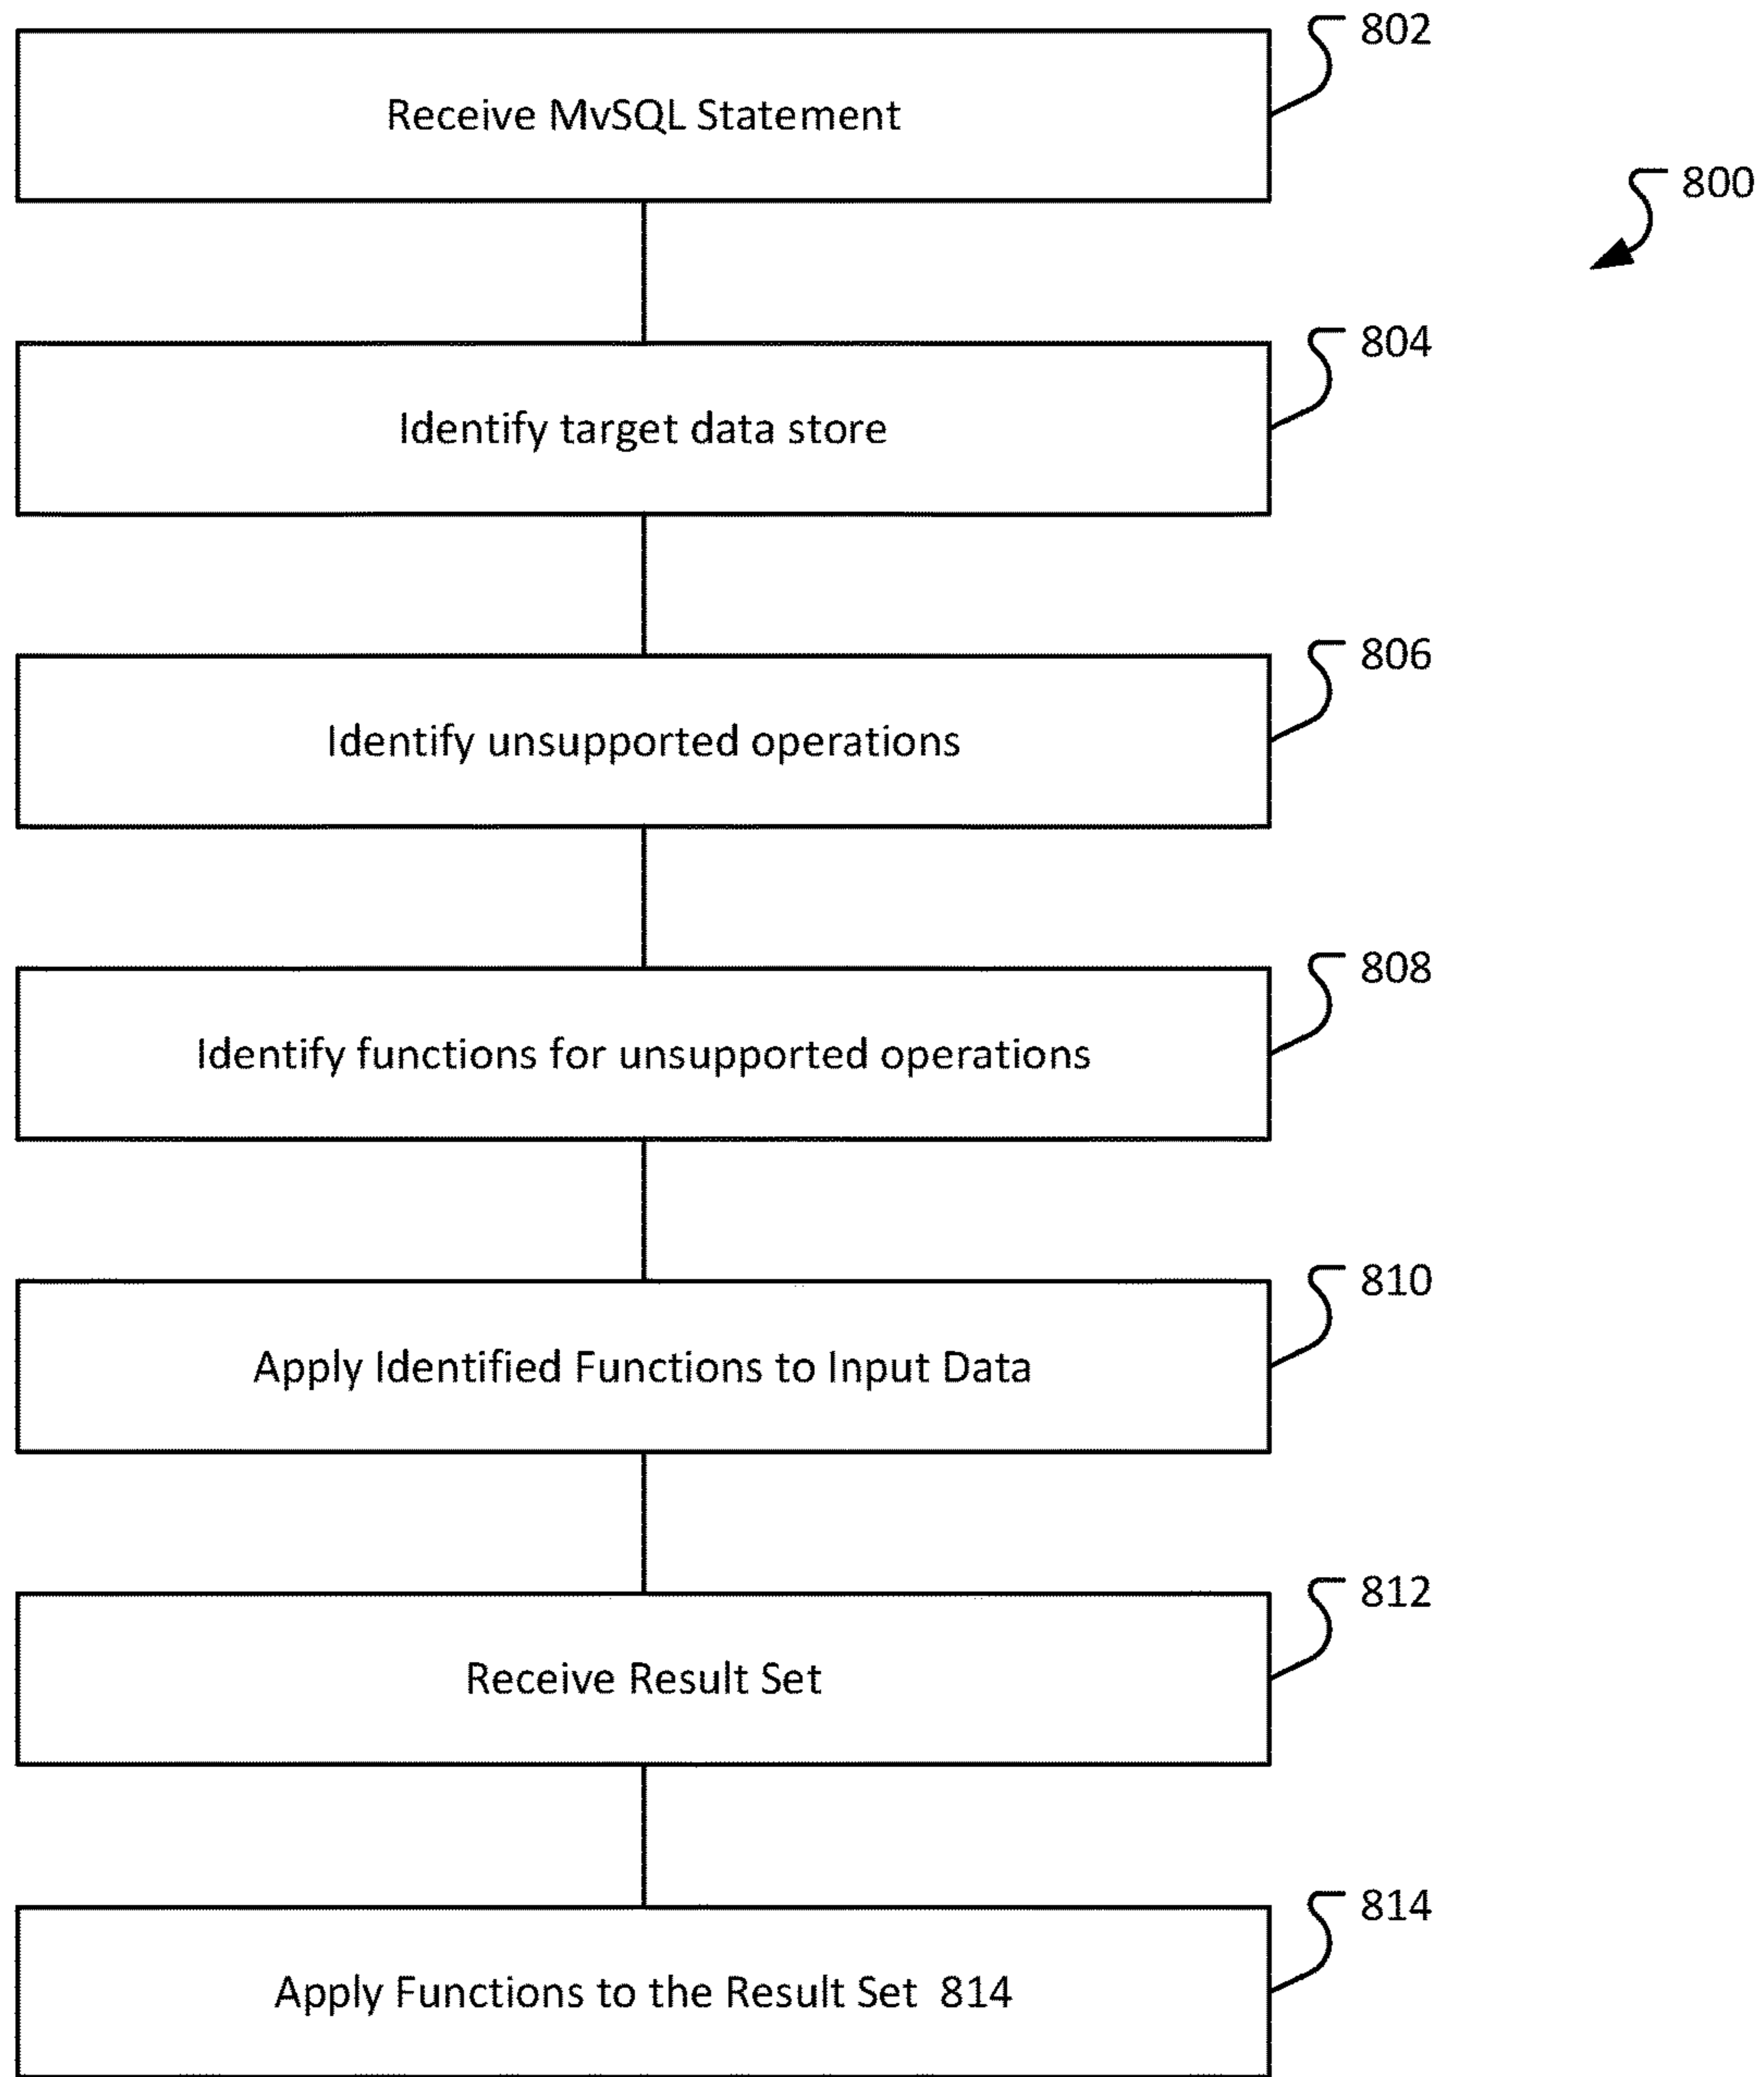 802
Receive MvSQL Statement
800
804
Identify target data store
806
Identify unsupported operations
808
Identify functions for unsupported operations
810
Apply Identified Functions to Input Data
812
Receive Result Set
814
Apply Functions to the Result Set 814